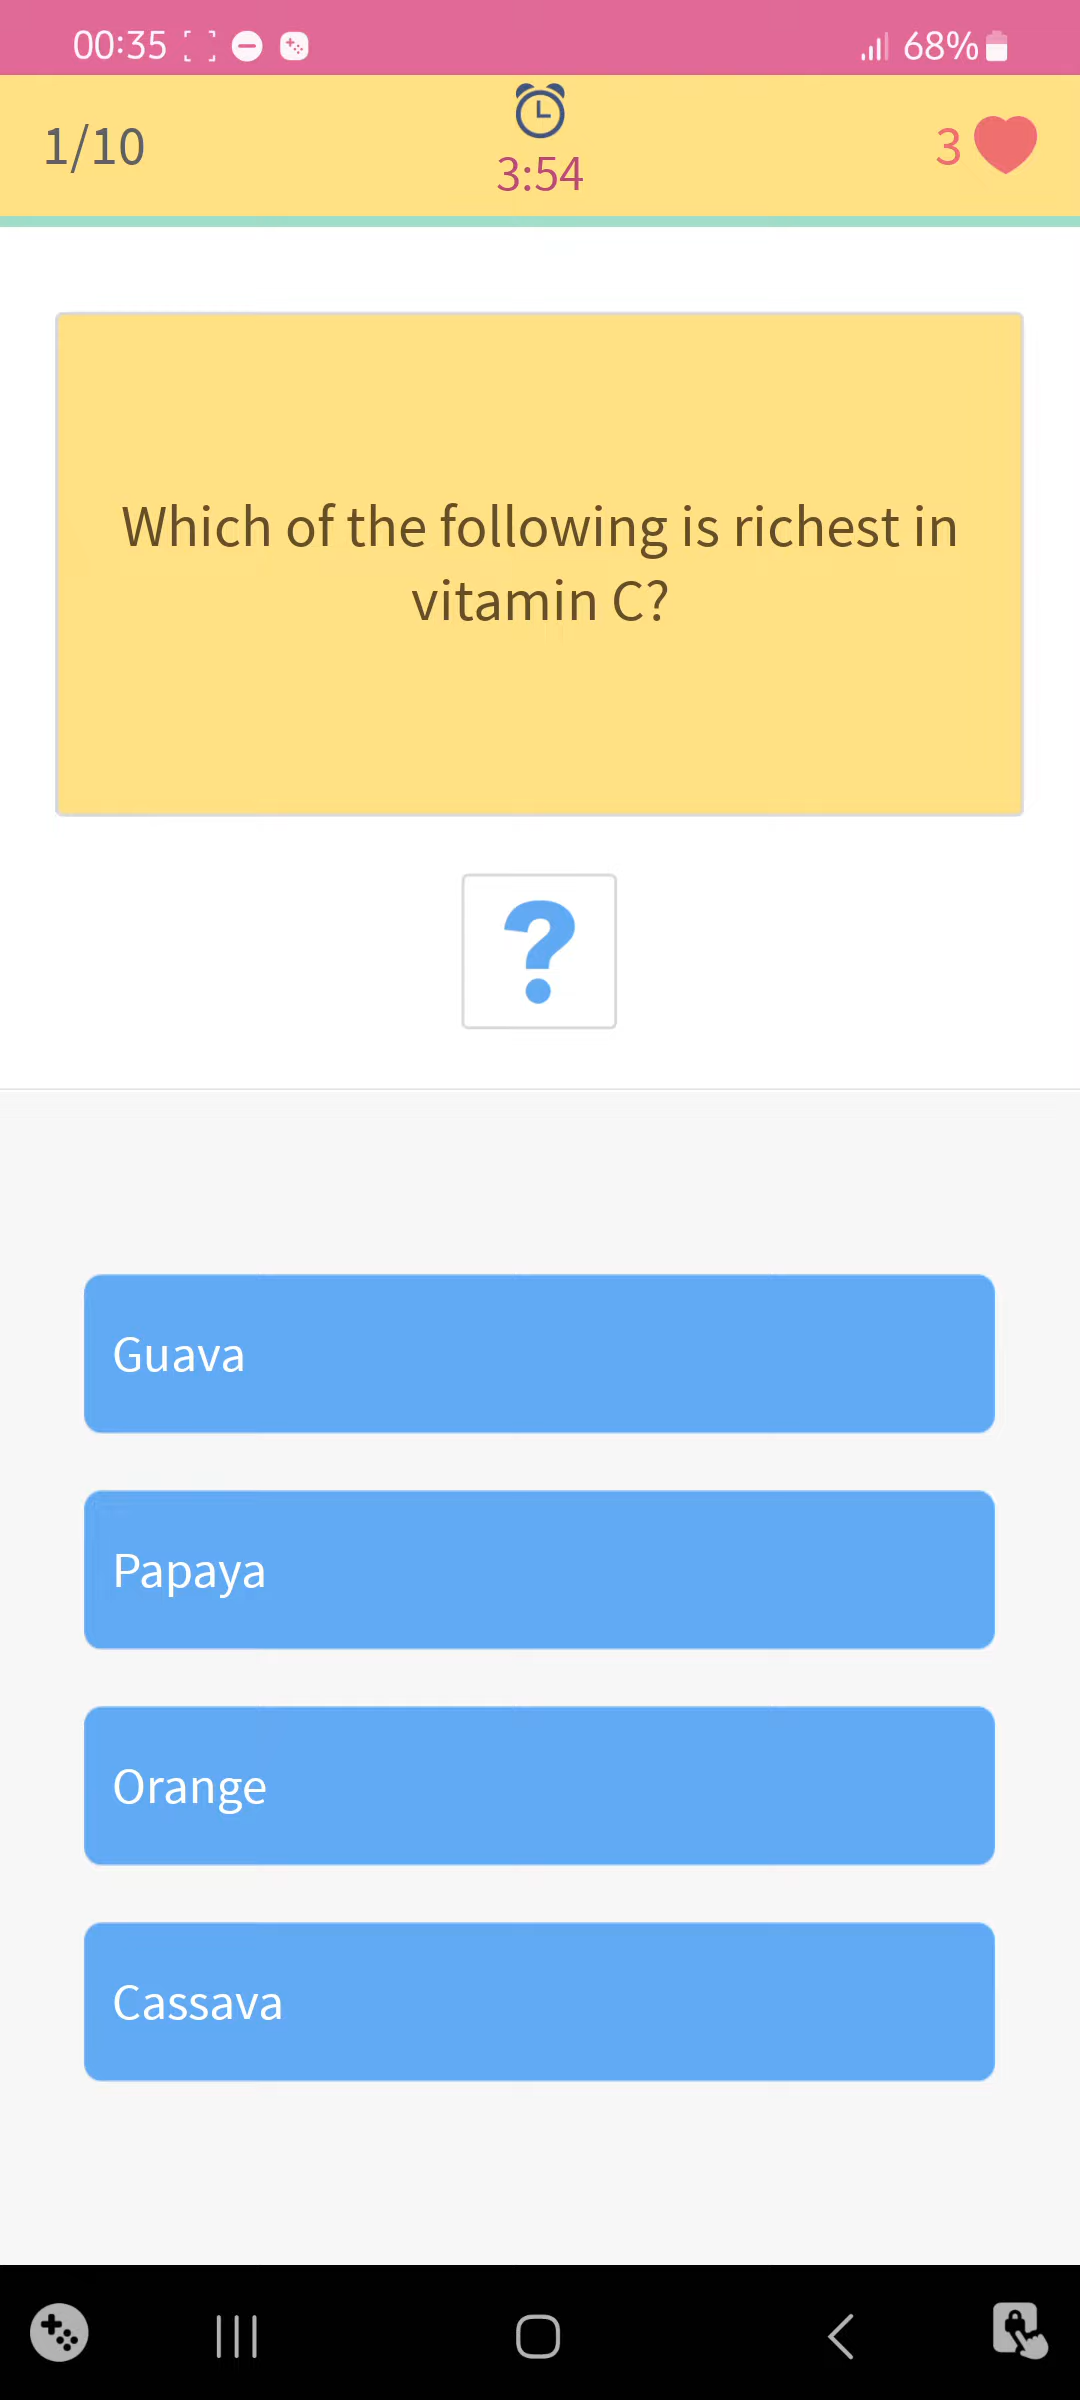 00:35
68%
1/10
3:54
3
Which of the following is richest in
vitamin C?
?
Guava
Papaya
Orange
Cassava